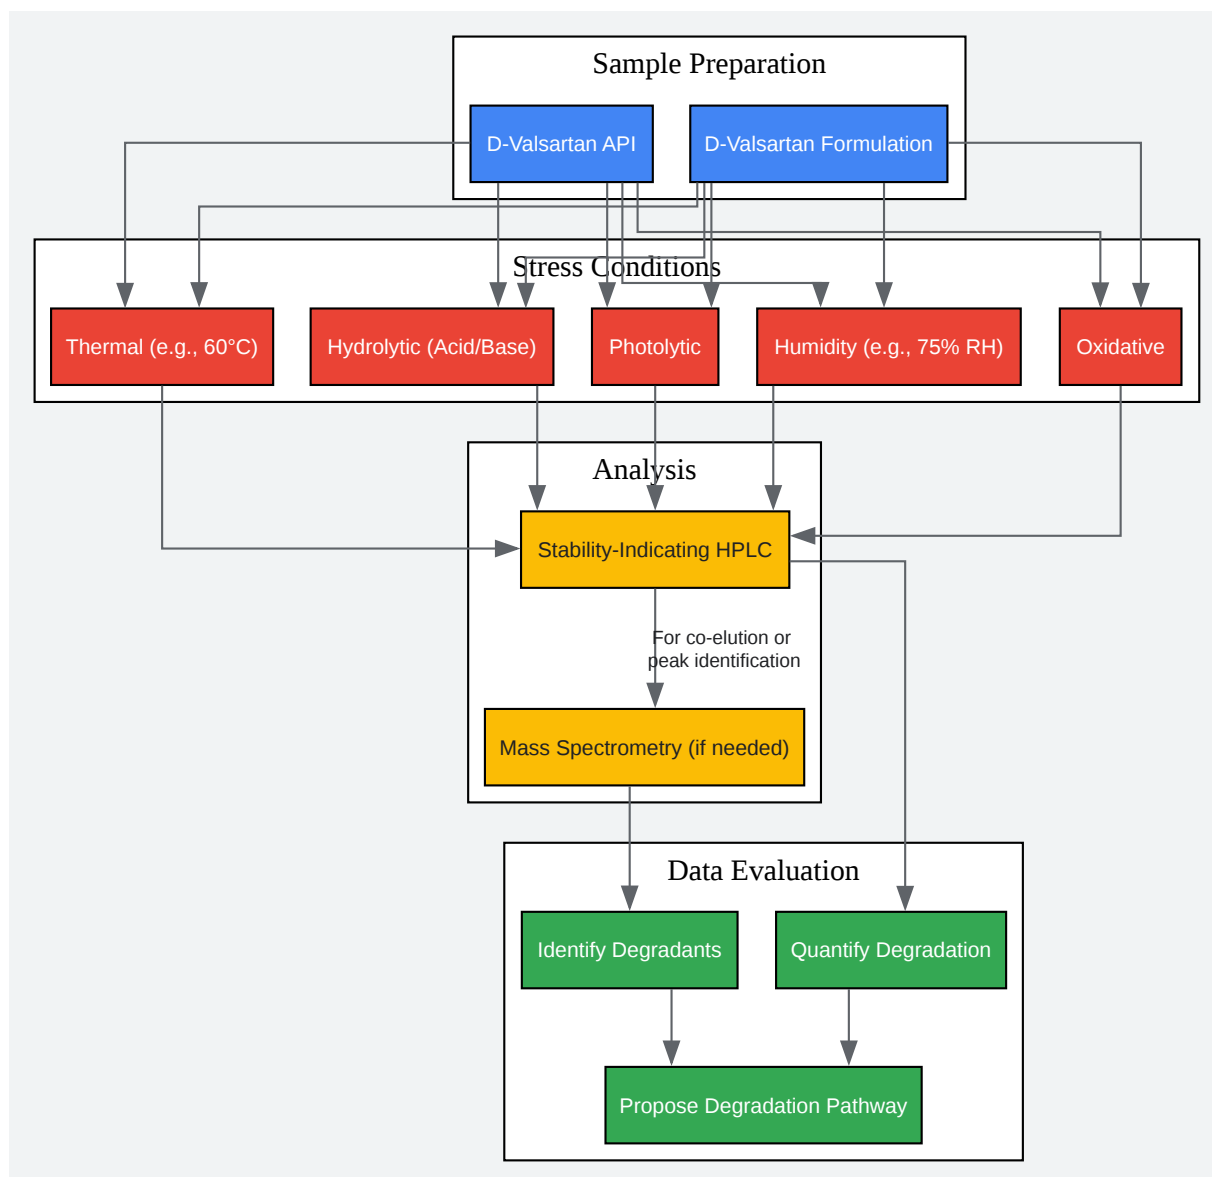 Sample Preparation
D-Valsartan API
D-Valsartan Formulation
Stress Conditions
Thermal (e.g., 60°C)
Hydrolytic (Acid/Base)
Photolytic
Humidity (e.g., 75% RH)
Oxidative
Analysis
Stability-Indicating HPLC
For co-elution or
peak identification
Mass Spectrometry (if needed)
Data Evaluation
Identify Degradants
Quantify Degradation
Propose Degradation Pathway